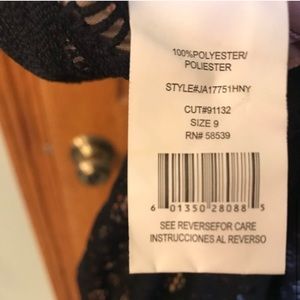 100%POLYESTER/
POLIESTER
STYLE#JA17751HNY
CUT#91132
SIZE 9
RN# 58539
6 01350 28088 5
SEE REVERSEFOR CARE
INSTRUCCIONES AL REVERSO